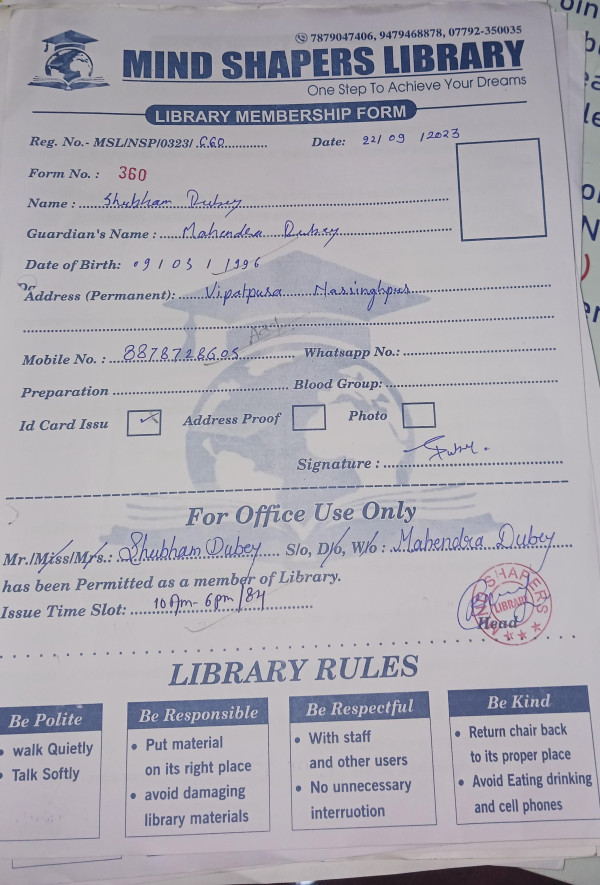 7879047406, 9479468878, 07792-350035
MIND SHAPERS LIBRARY
One Step To Achieve Your Dreams
LIBRARY MEMBERSHIP FORM
Reg. No.- MSL/NSP/0323/ Date: 22/09/2023
Form No. : 360
Name : Shubham Dubey
Guardian's Name : Mahendra Dubey
Date of Birth: 09/03/1996
Address (Permanent): Vipatpura Narsinghpur
Mobile No. : 8878728605 Whatsapp No.:
Preparation Blood Group:
Id Card Issu ✓ Address Proof Photo
Signature : Dubey.
For Office Use Only
Mr./Miss/Mrs.: Shubham Dubey S/o, D/o, W/o : Mahendra Dubey
has been Permitted as a member of Library.
Issue Time Slot: 10 Am - 6 pm / 8H
MIND SHAPERS LIBRARY
Head
LIBRARY RULES
Be Polite
• walk Quietly
• Talk Softly
Be Responsible
• Put material
on its right place
• avoid damaging
library materials
Be Respectful
• With staff
and other users
• No unnecessary
interruotion
Be Kind
• Return chair back
to its proper place
• Avoid Eating drinking
and cell phones